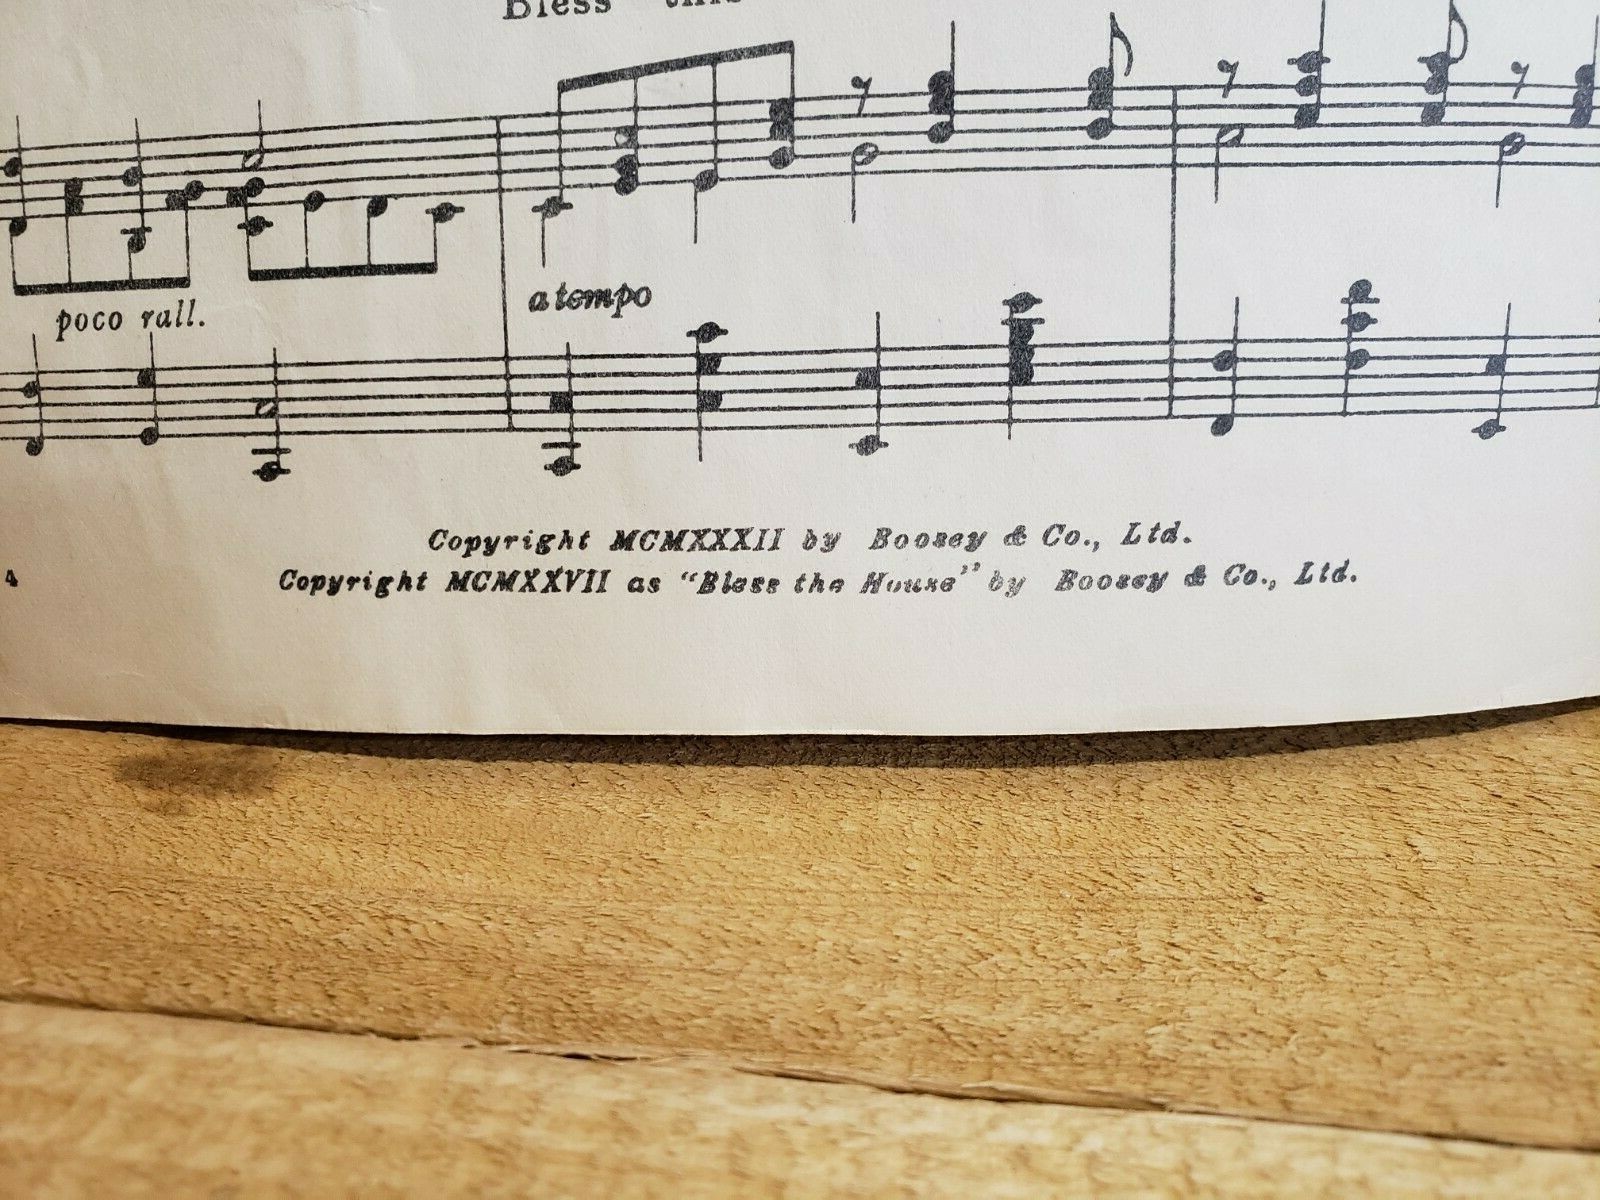 Bless this
poco rall.
a tempo
Copyright MCMXXXII by Boosey & Co., Ltd.
4
Copyright MCMXXVII as “Bless the House” by Boosey & Co., Ltd.